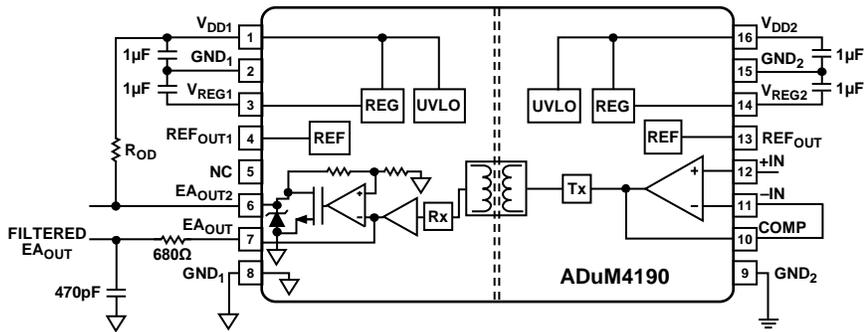 VDD1
1µF
GND1
1µF
VREG1
REFOUT1
ROD
NC
EAOUT2
EAOUT
FILTERED
EAOUT
680Ω
GND1
470pF
1
2
3
4
5
6
7
8
REG
UVLO
REF
+
–
Rx
UVLO
REG
REF
Tx
+
–
ADuM4190
16
15
14
13
12
11
10
9
VDD2
1µF
GND2
1µF
VREG2
REFOUT
+IN
–IN
COMP
GND2